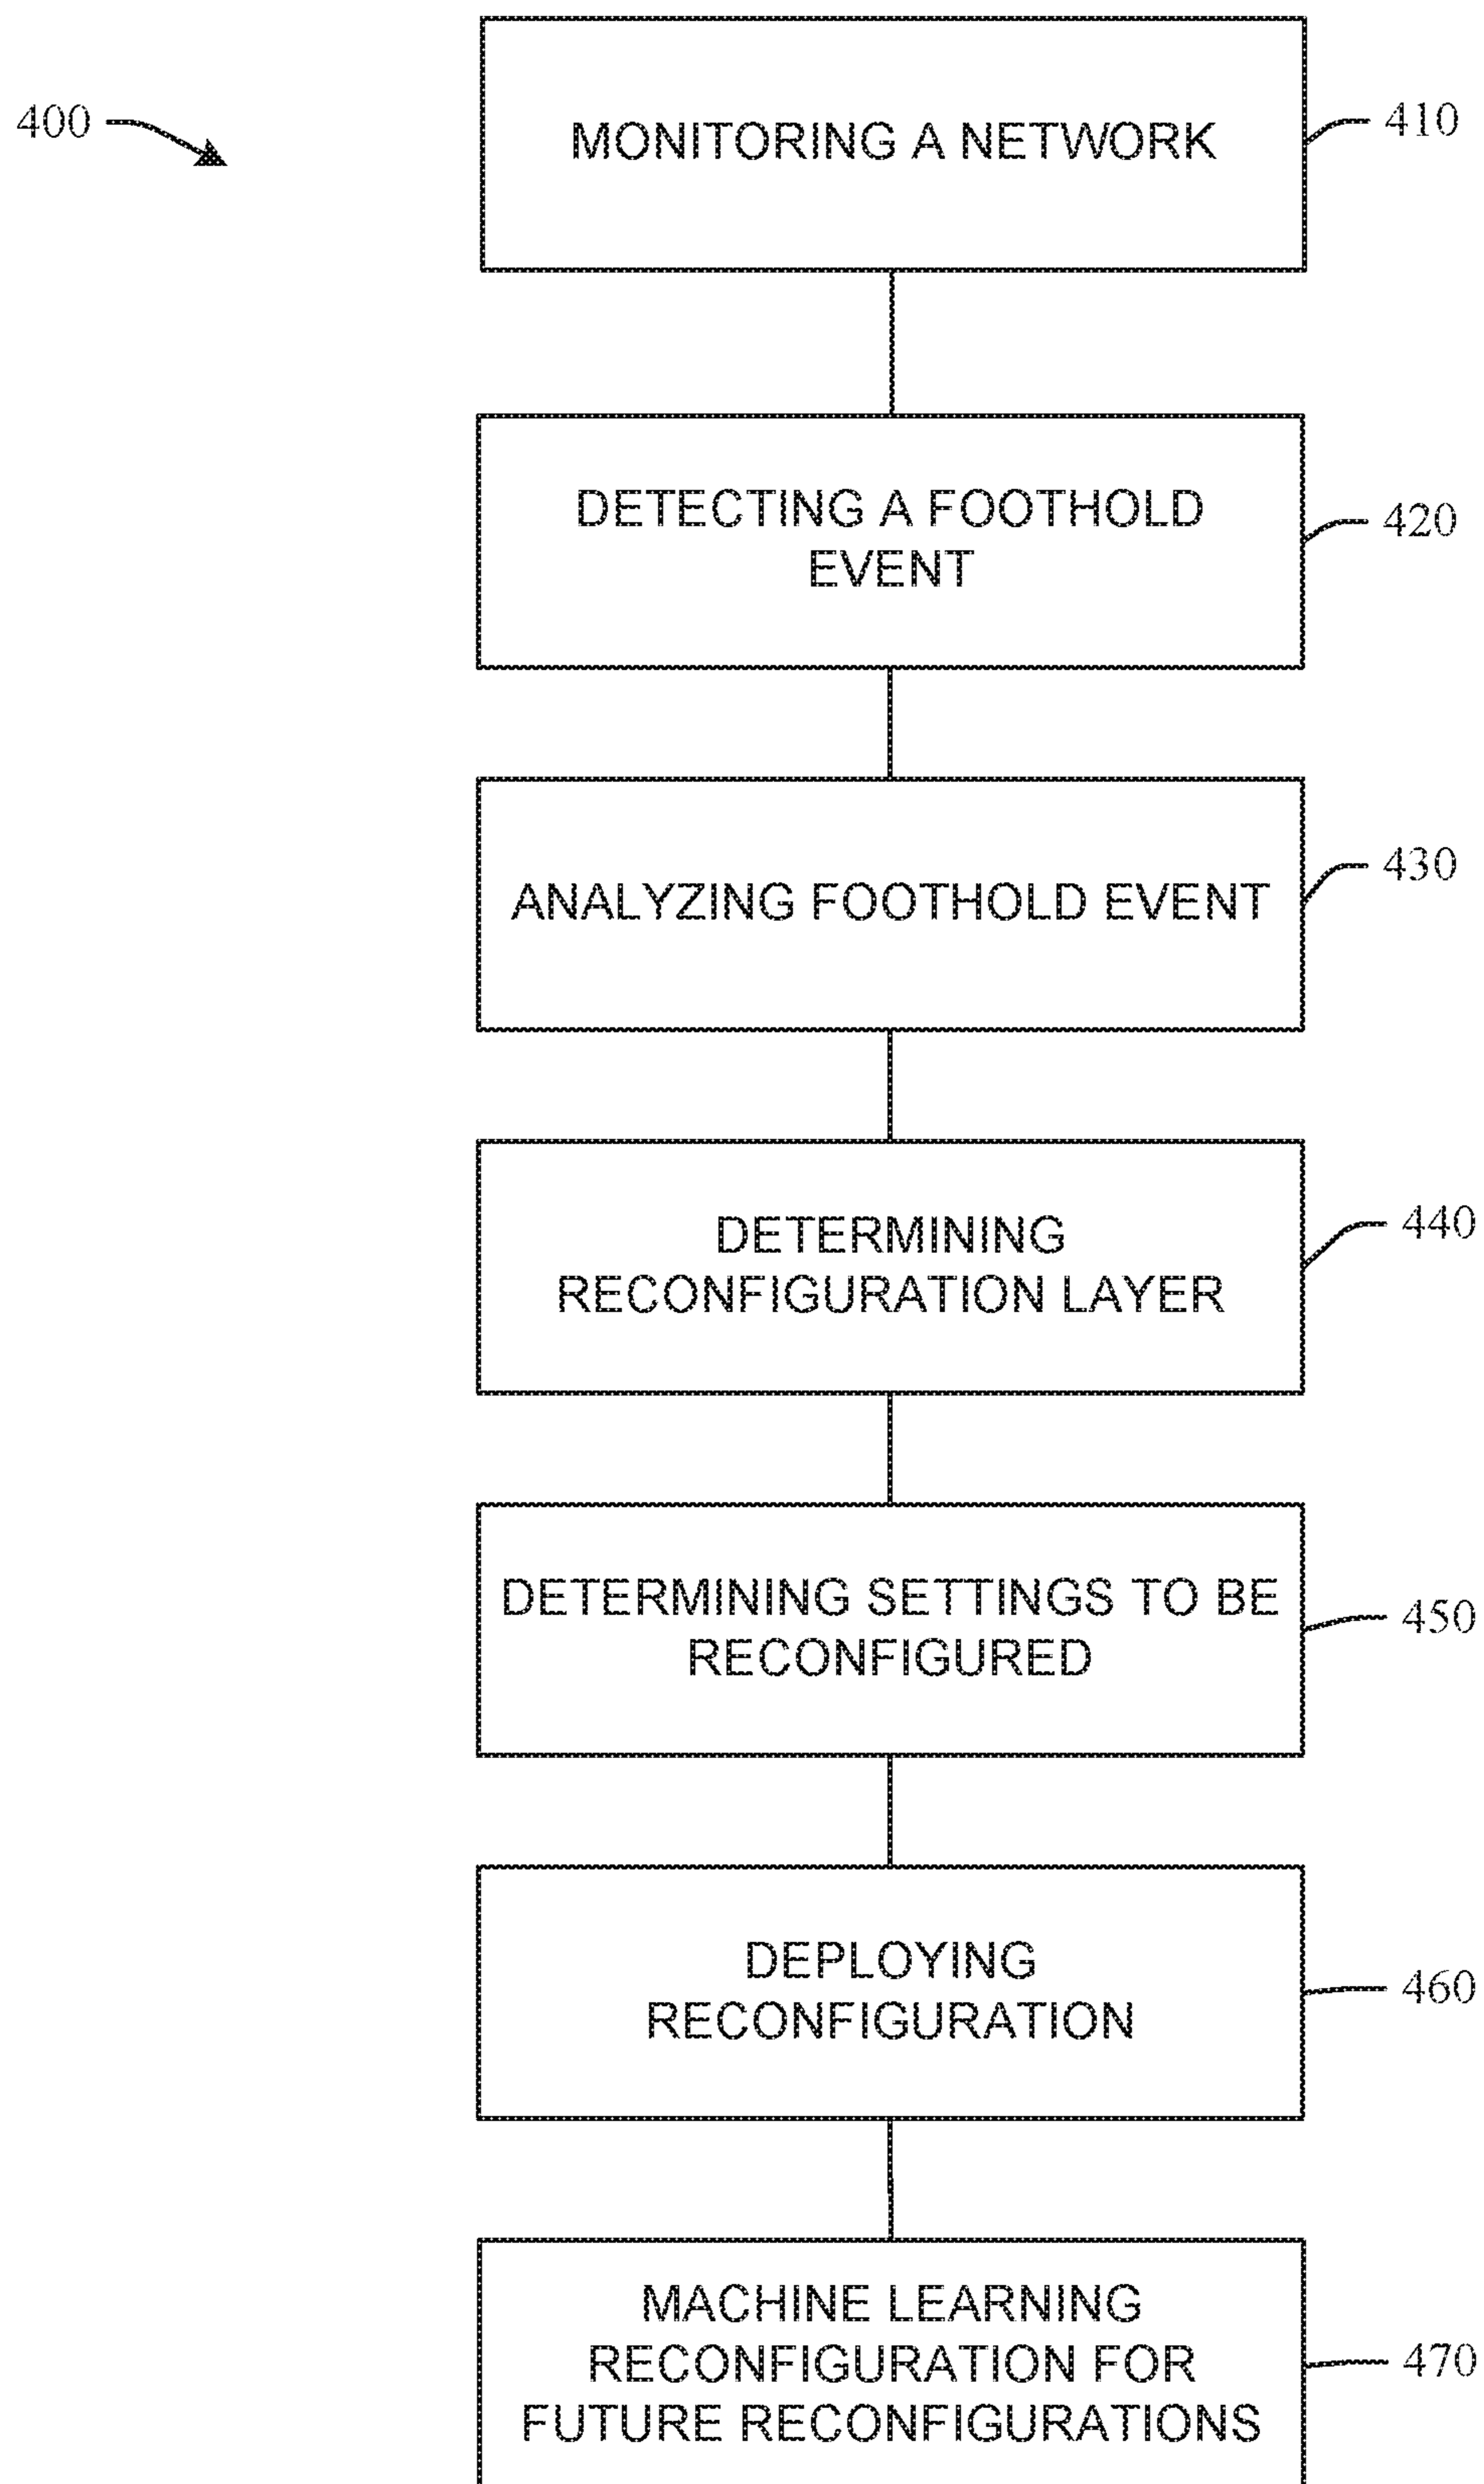 400
MONITORING A NETWORK
410
DETECTING A FOOTHOLD
EVENT
420
ANALYZING FOOTHOLD EVENT
430
DETERMINING
RECONFIGURATION LAYER
440
DETERMINING SETTINGS TO BE
RECONFIGURED
450
DEPLOYING
RECONFIGURATION
460
MACHINE LEARNING
RECONFIGURATION FOR
FUTURE RECONFIGURATIONS
470